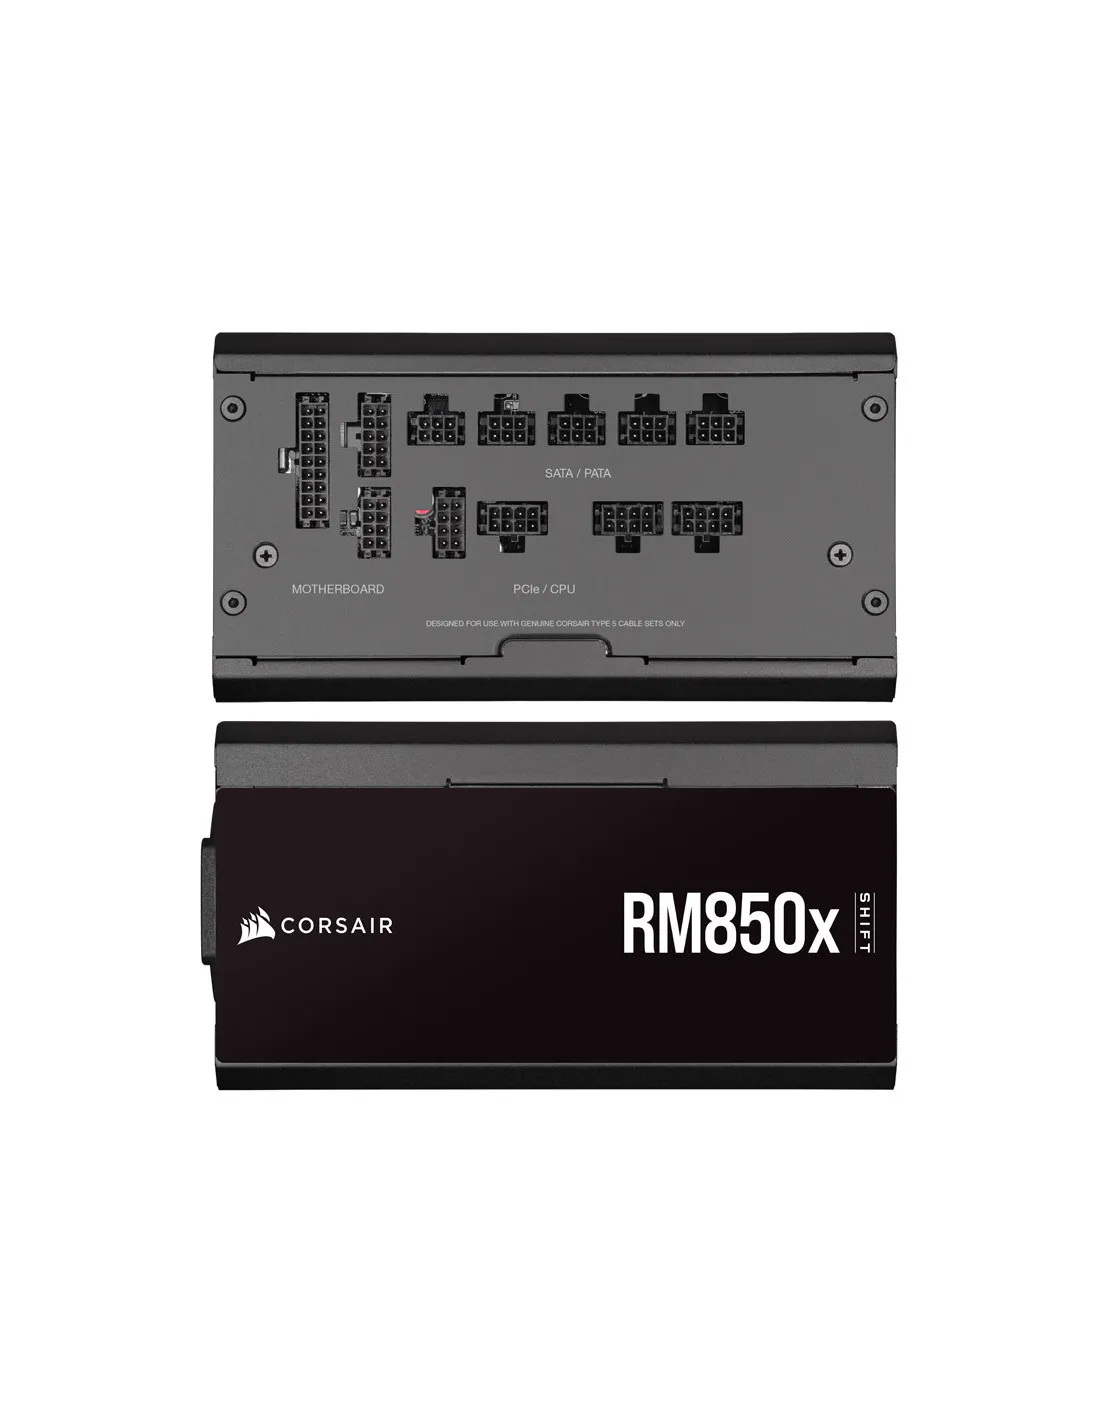 SATA / PATA
MOTHERBOARD
PCIe / CPU
DESIGNED FOR USE WITH GENUINE CORSAIR TYPE 5 CABLE SETS ONLY
CORSAIR
RM850x
SHIFT